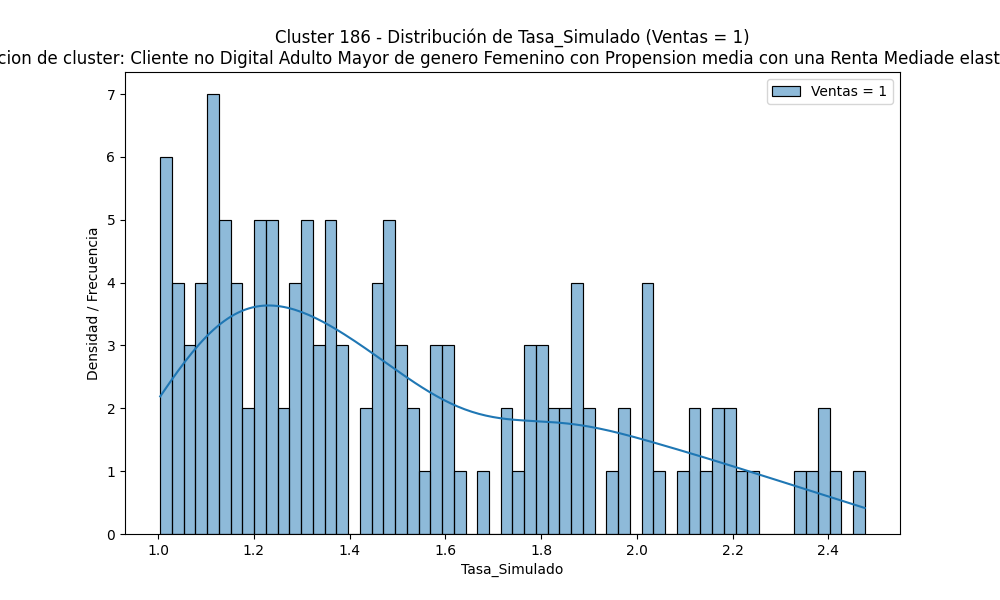 Cluster 186 - Distribución de Tasa_Simulado (Ventas = 1)
cion de cluster: Cliente no Digital Adulto Mayor de genero Femenino con Propension media con una Renta Mediade elast
Ventas = 1
7
6
5
4
3
2
1
0
Densidad / Frecuencia
1.0 1.2 1.4 1.6 1.8 2.0 2.2 2.4
Tasa_Simulado